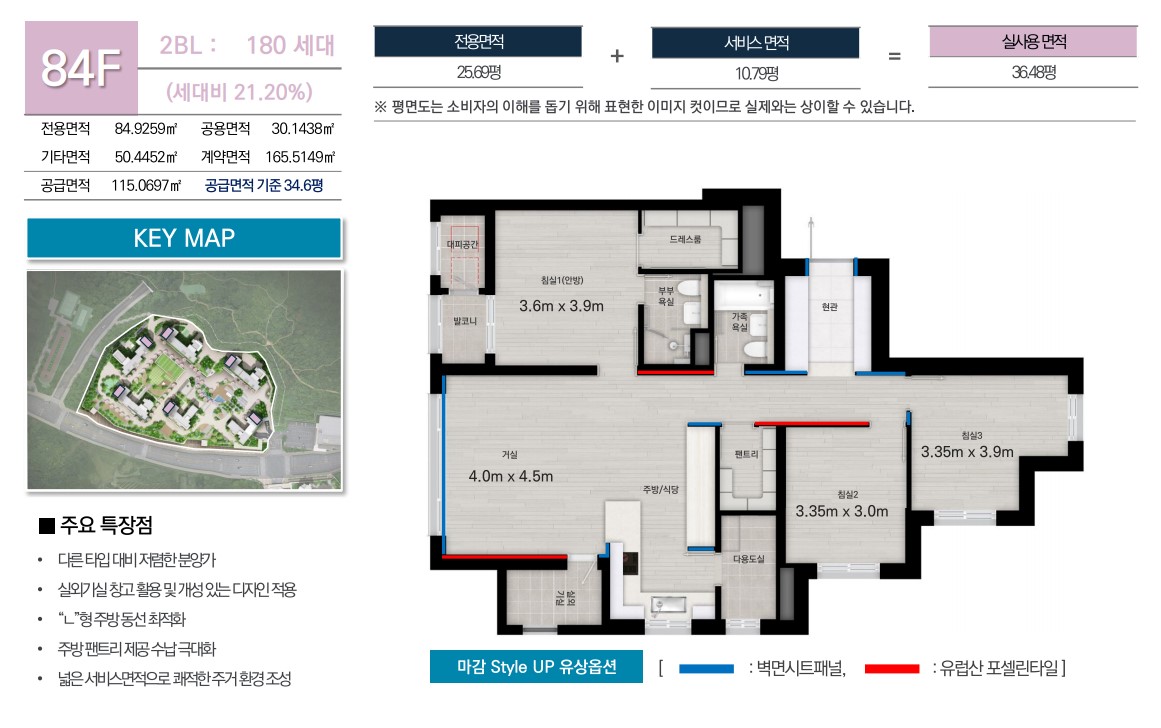 84F
2BL : 180 세대
(세대비 21.20%)
전용면적 84.9259㎡ 공용면적 30.1438㎡
기타면적 50.4452㎡ 계약면적 165.5149㎡
공급면적 115.0697㎡ 공급면적 기준 34.6평
전용면적 + 서비스 면적 = 실사용 면적
25.69평 10.79평 36.48평
※ 평면도는 소비자의 이해를 돕기 위해 표현한 이미지 컷이므로 실제와는 상이할 수 있습니다.
KEY MAP
■ 주요 특장점
• 다른 타입 대비 저렴한 분양가
• 실외기실 창고 활용 및 개성 있는 디자인 적용
• “ㄴ”형 주방 동선 최적화
• 주방 팬트리 제공 수납 극대화
• 넓은 서비스면적으로 쾌적한 주거 환경 조성
대피공간
드레스룸
침실1(안방)
3.6m x 3.9m
부부
욕실
발코니
가족
욕실
현관
거실
4.0m x 4.5m
주방/식당
팬트리
침실3
3.35m x 3.9m
침실2
3.35m x 3.0m
다용도실
실외
기실
마감 Style UP 유상옵션 [ : 벽면시트패널, : 유럽산 포셀린타일 ]